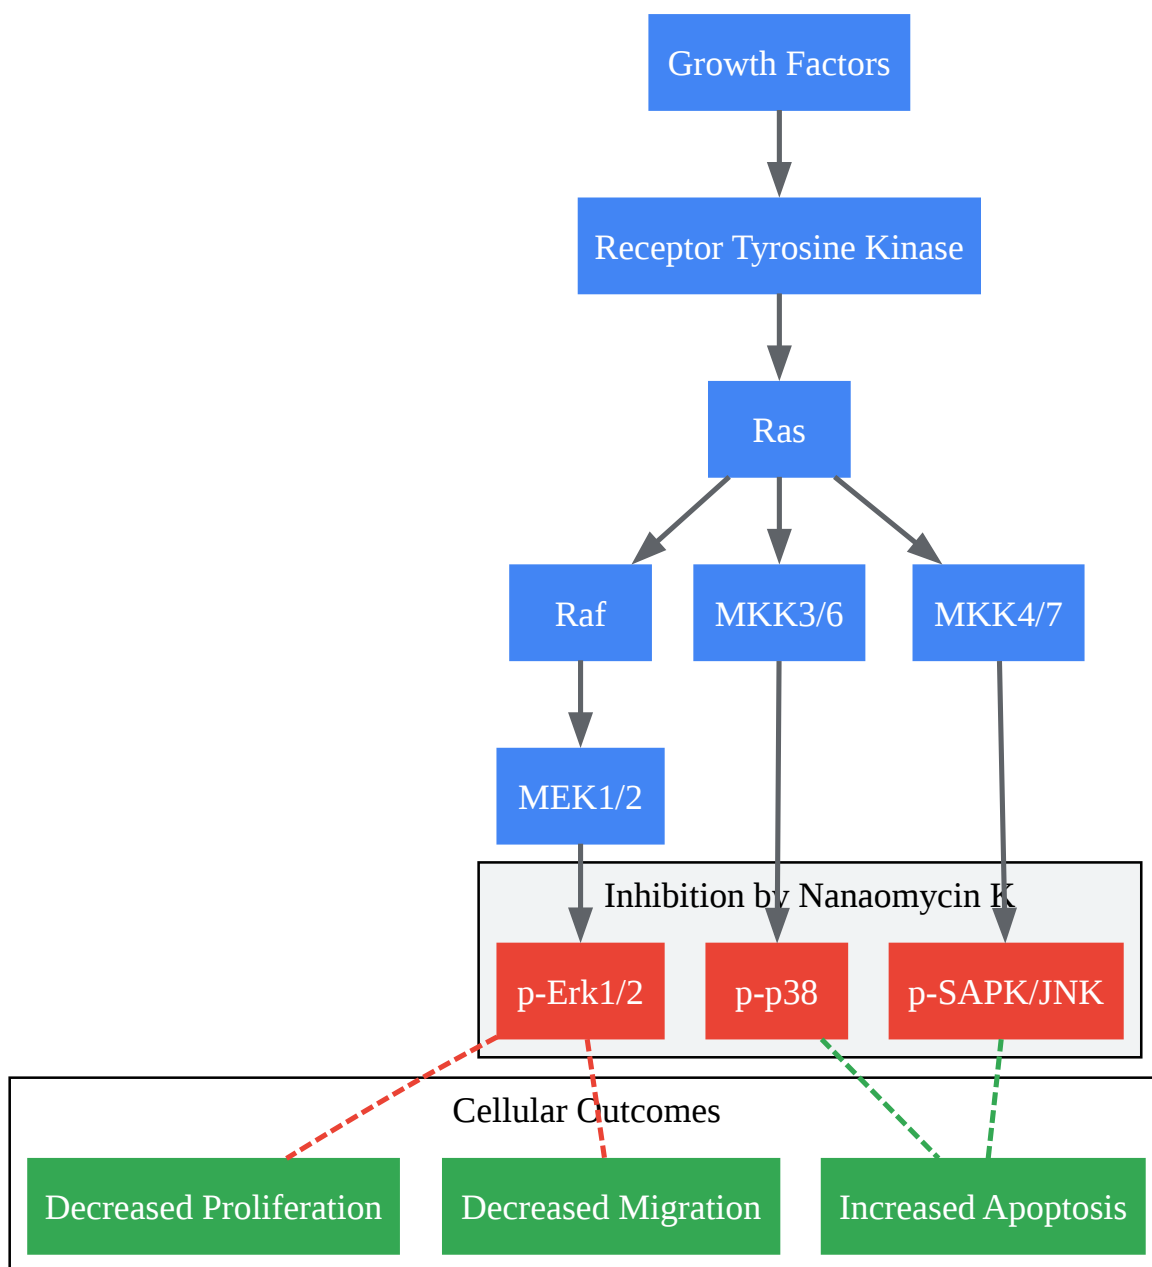 Growth Factors
Receptor Tyrosine Kinase
Ras
Raf
MKK3/6
MKK4/7
MEK1/2
Inhibition by Nanaomycin K
p-Erk1/2
p-p38
p-SAPK/JNK
Cellular Outcomes
Decreased Proliferation
Decreased Migration
Increased Apoptosis